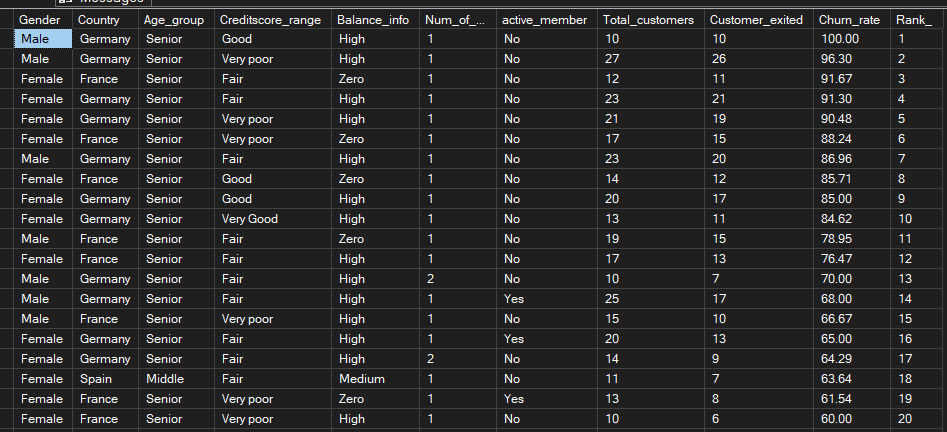 Messages
Gender Country Age_group Creditscore_range Balance_info Num_of_... active_member Total_customers Customer_exited Churn_rate Rank_
Male Germany Senior Good High 1 No 10 10 100.00 1
Male Germany Senior Very poor High 1 No 27 26 96.30 2
Female France Senior Fair Zero 1 No 12 11 91.67 3
Female Germany Senior Fair High 1 No 23 21 91.30 4
Female Germany Senior Very poor High 1 No 21 19 90.48 5
Female France Senior Very poor Zero 1 No 17 15 88.24 6
Male Germany Senior Fair High 1 No 23 20 86.96 7
Female France Senior Good Zero 1 No 14 12 85.71 8
Female Germany Senior Good High 1 No 20 17 85.00 9
Female Germany Senior Very Good High 1 No 13 11 84.62 10
Male France Senior Fair Zero 1 No 19 15 78.95 11
Female France Senior Fair High 1 No 17 13 76.47 12
Male Germany Senior Fair High 2 No 10 7 70.00 13
Male Germany Senior Fair High 1 Yes 25 17 68.00 14
Male France Senior Very poor High 1 No 15 10 66.67 15
Female Germany Senior Fair High 1 Yes 20 13 65.00 16
Female Germany Senior Fair High 2 No 14 9 64.29 17
Female Spain Middle Fair Medium 1 No 11 7 63.64 18
Female France Senior Very poor Zero 1 Yes 13 8 61.54 19
Female France Senior Very poor High 1 No 10 6 60.00 20